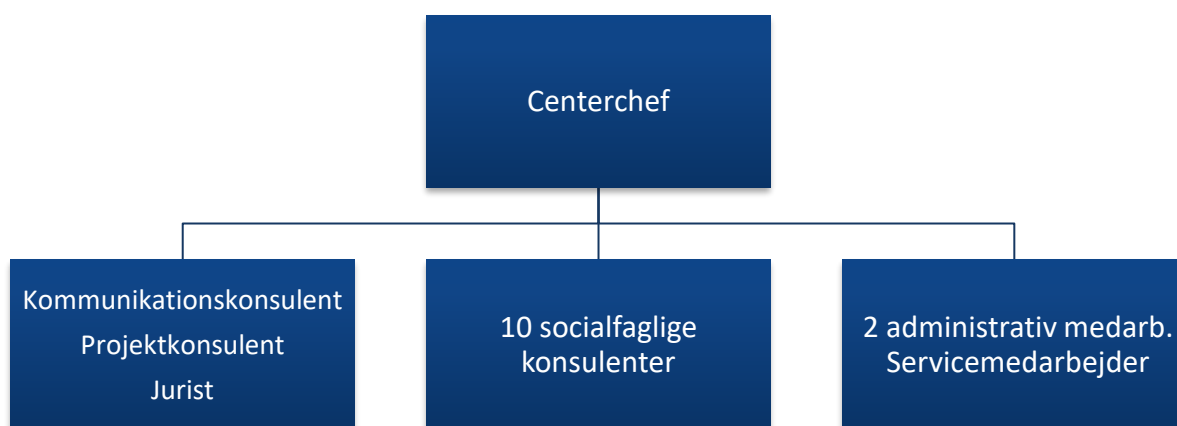 Centerchef
Kommunikationskonsulent
Projektkonsulent
Jurist
10 socialfaglige
konsulenter
2 administrativ medarb.
Servicemedarbejder